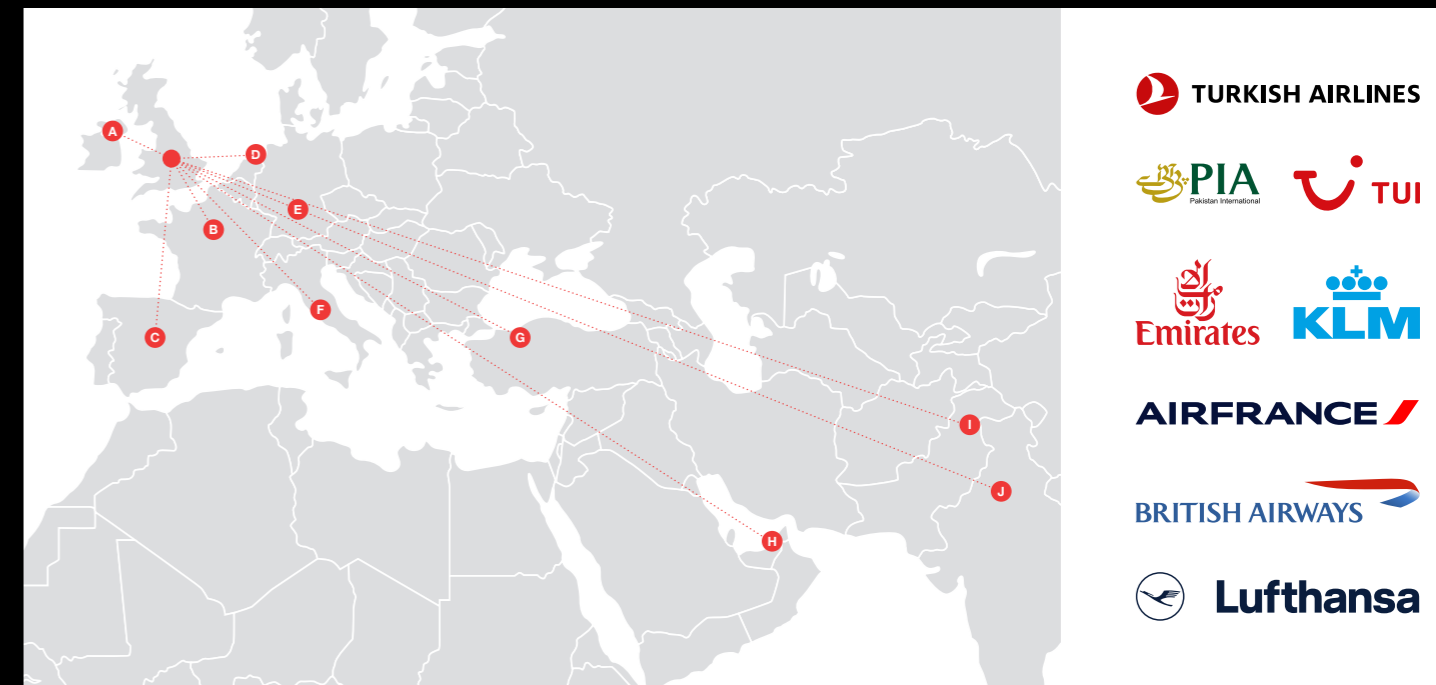 A
D
E
B
F
C
G
I
J
H
TURKISH AIRLINES
PIA
Pakistan International
TUI
Emirates
KLM
AIRFRANCE
BRITISH AIRWAYS
Lufthansa